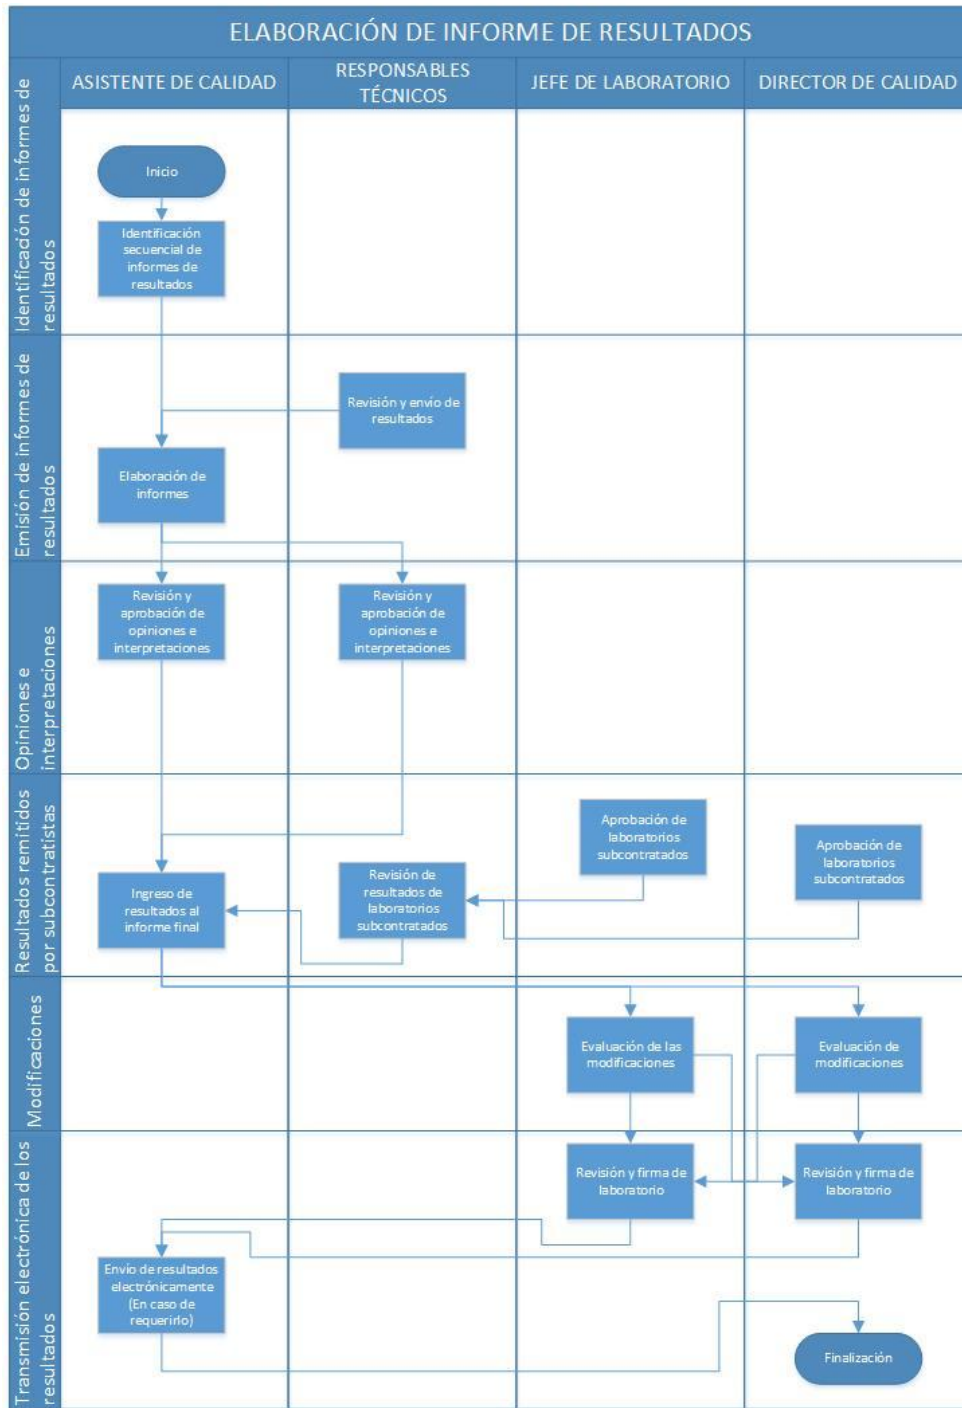 ELABORACIÓN DE INFORME DE RESULTADOS
ASISTENTE DE CALIDAD
RESPONSABLES
TÉCNICOS
JEFE DE LABORATORIO
DIRECTOR DE CALIDAD
Identificación de informes de
resultados
Inicio
Identificación
secuencial de
informes de
resultados
Emisión de informes de
resultados
Revisión y envío de
resultados
Elaboración de
informes
Opiniones e
interpretaciones
Revisión y
aprobación de
opiniones e
interpretaciones
Revisión y
aprobación de
opiniones e
interpretaciones
Resultados remitidos
por subcontratistas
Aprobación de
laboratorios
subcontratados
Aprobación de
laboratorios
subcontratados
Ingreso de
resultados al
informe final
Revisión de
resultados de
laboratorios
subcontratados
Modificaciones
Evaluación de las
modificaciones
Evaluación de
modificaciones
Transmisión electrónica de los
resultados
Revisión y firma de
laboratorio
Revisión y firma de
laboratorio
Envío de resultados
electrónicamente
(En caso de
requerirlo)
Finalización